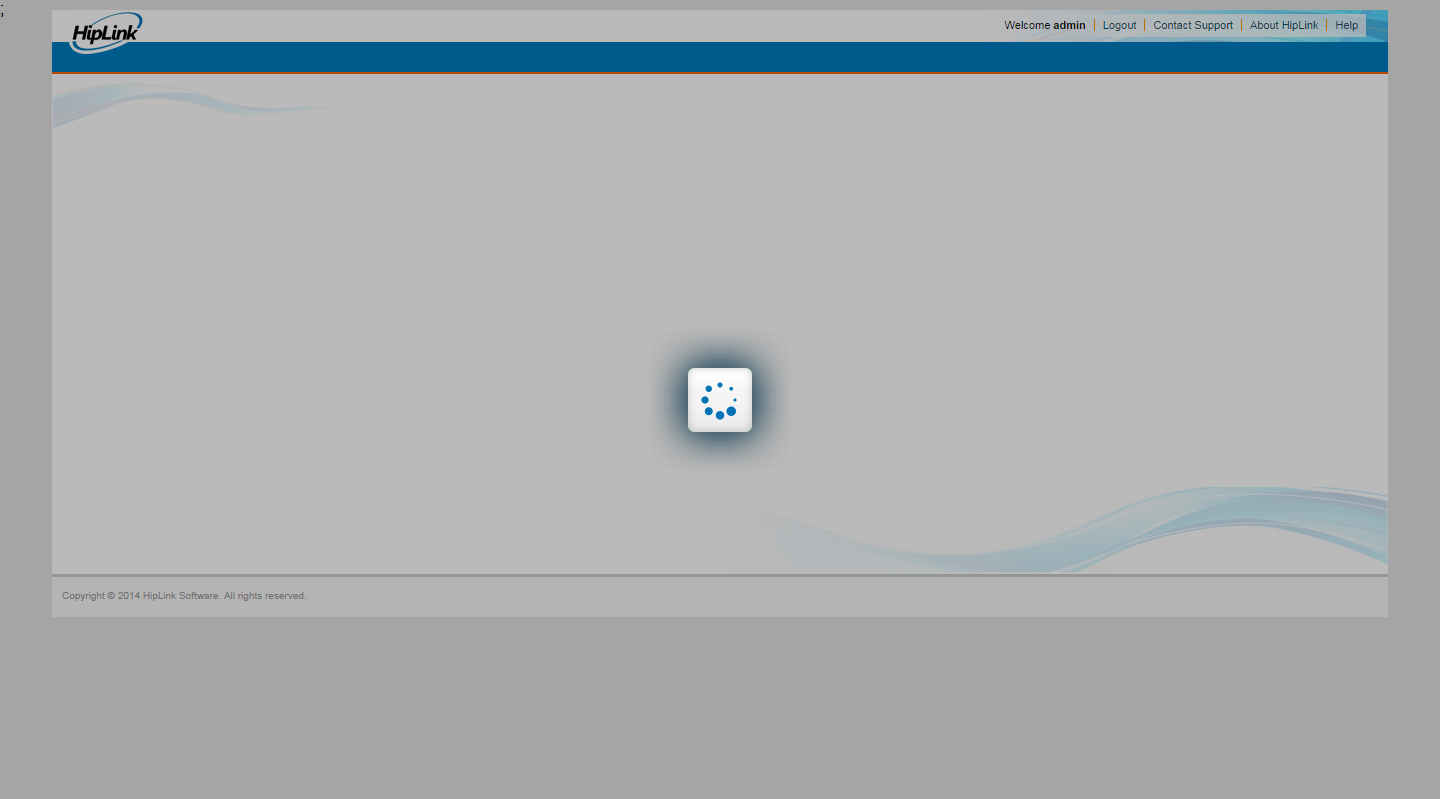 ;
HipLink
Welcome admin Logout Contact Support About HipLink Help
Copyright © 2014 HipLink Software. All rights reserved.